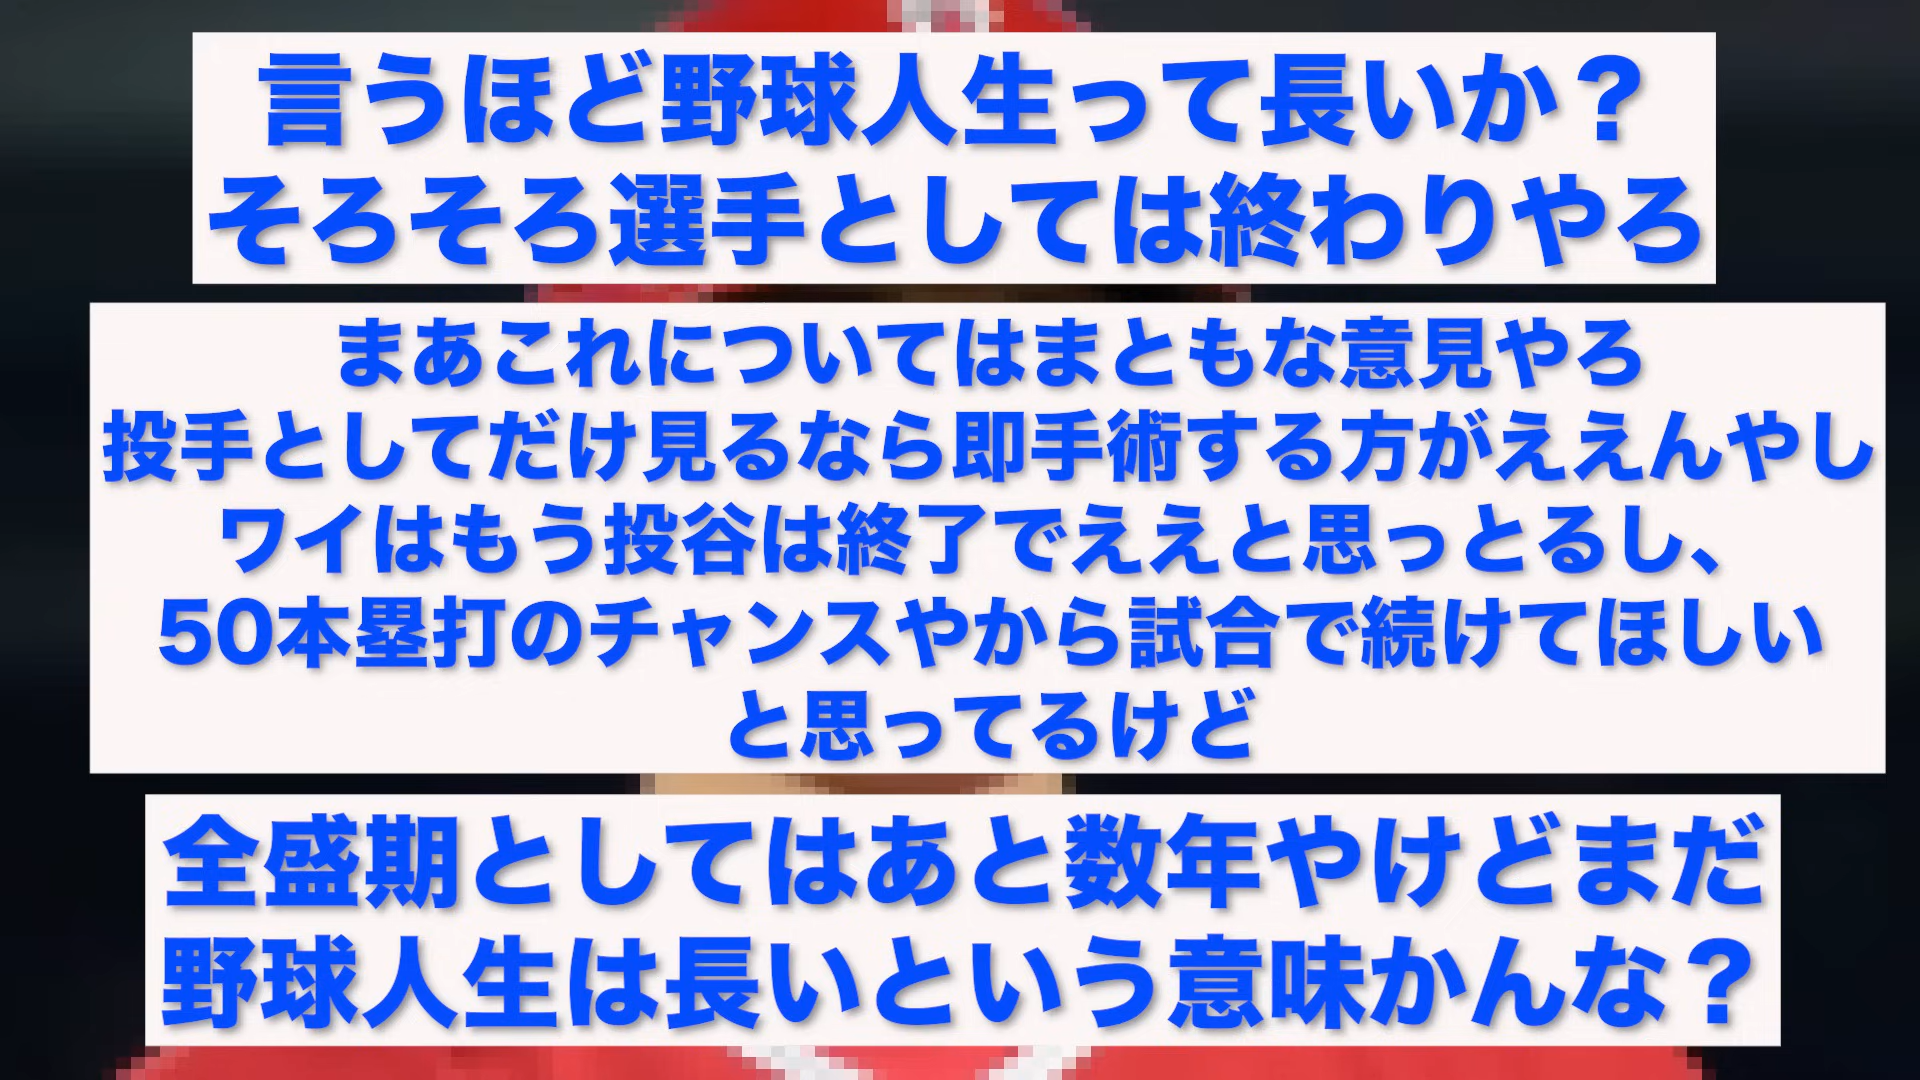 言うほど野球人生って長いか？
そろそろ選手としては終わりやろ
まあこれについてはまともな意見やろ
投手としてだけ見るなら即手術する方がええんやし
ワイはもう投谷は終了でええと思っとるし、
50本塁打のチャンスやから試合で続けてほしい
と思ってるけど
全盛期としてはあと数年やけどまだ
野球人生は長いという意味かんな？